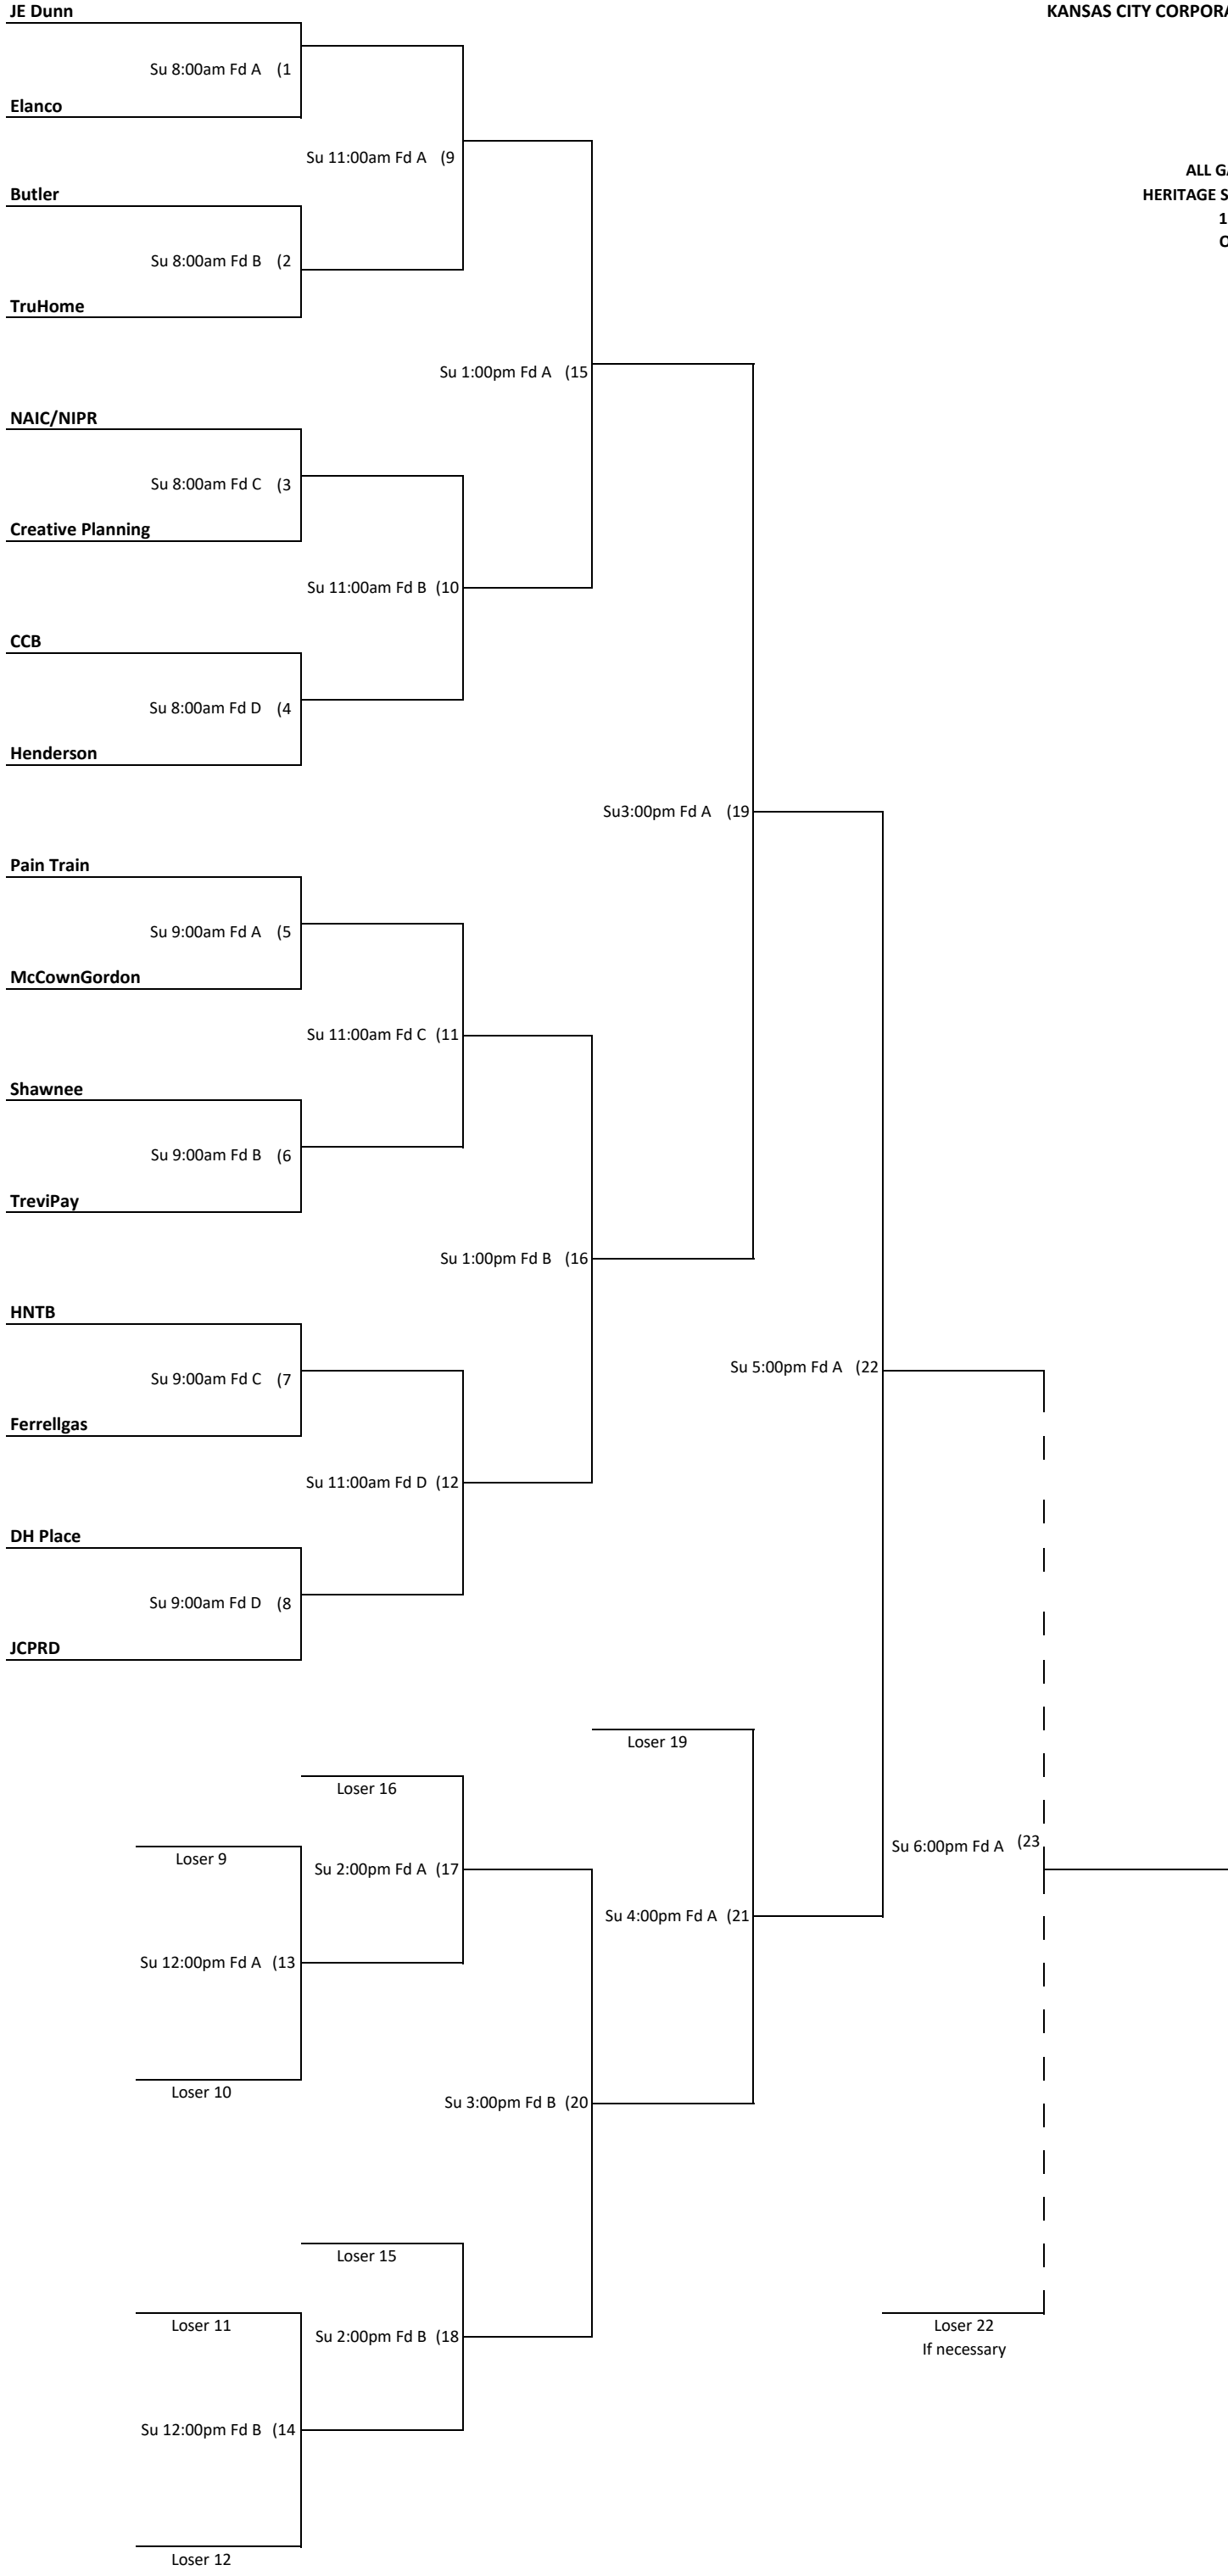 JE Dunn
KANSAS CITY CORPORA
Su 8:00am Fd A (1
Elanco
Su 11:00am Fd A (9
ALL GA
Butler
HERITAGE S
1
O
Su 8:00am Fd B (2
TruHome
Su 1:00pm Fd A (15
NAIC/NIPR
Su 8:00am Fd C (3
Creative Planning
Su 11:00am Fd B (10
CCB
Su 8:00am Fd D (4
Henderson
Su3:00pm Fd A (19
Pain Train
Su 9:00am Fd A (5
McCownGordon
Su 11:00am Fd C (11
Shawnee
Su 9:00am Fd B (6
TreviPay
Su 1:00pm Fd B (16
HNTB
Su 5:00pm Fd A (22
Su 9:00am Fd C (7
Ferrellgas
Su 11:00am Fd D (12
DH Place
Su 9:00am Fd D (8
JCPRD
Loser 19
Loser 16
Su 6:00pm Fd A (23
Loser 9
Su 2:00pm Fd A (17
Su 4:00pm Fd A (21
Su 12:00pm Fd A (13
Loser 10
Su 3:00pm Fd B (20
Loser 15
Loser 11
Loser 22
Su 2:00pm Fd B (18
If necessary
Su 12:00pm Fd B (14
Loser 12